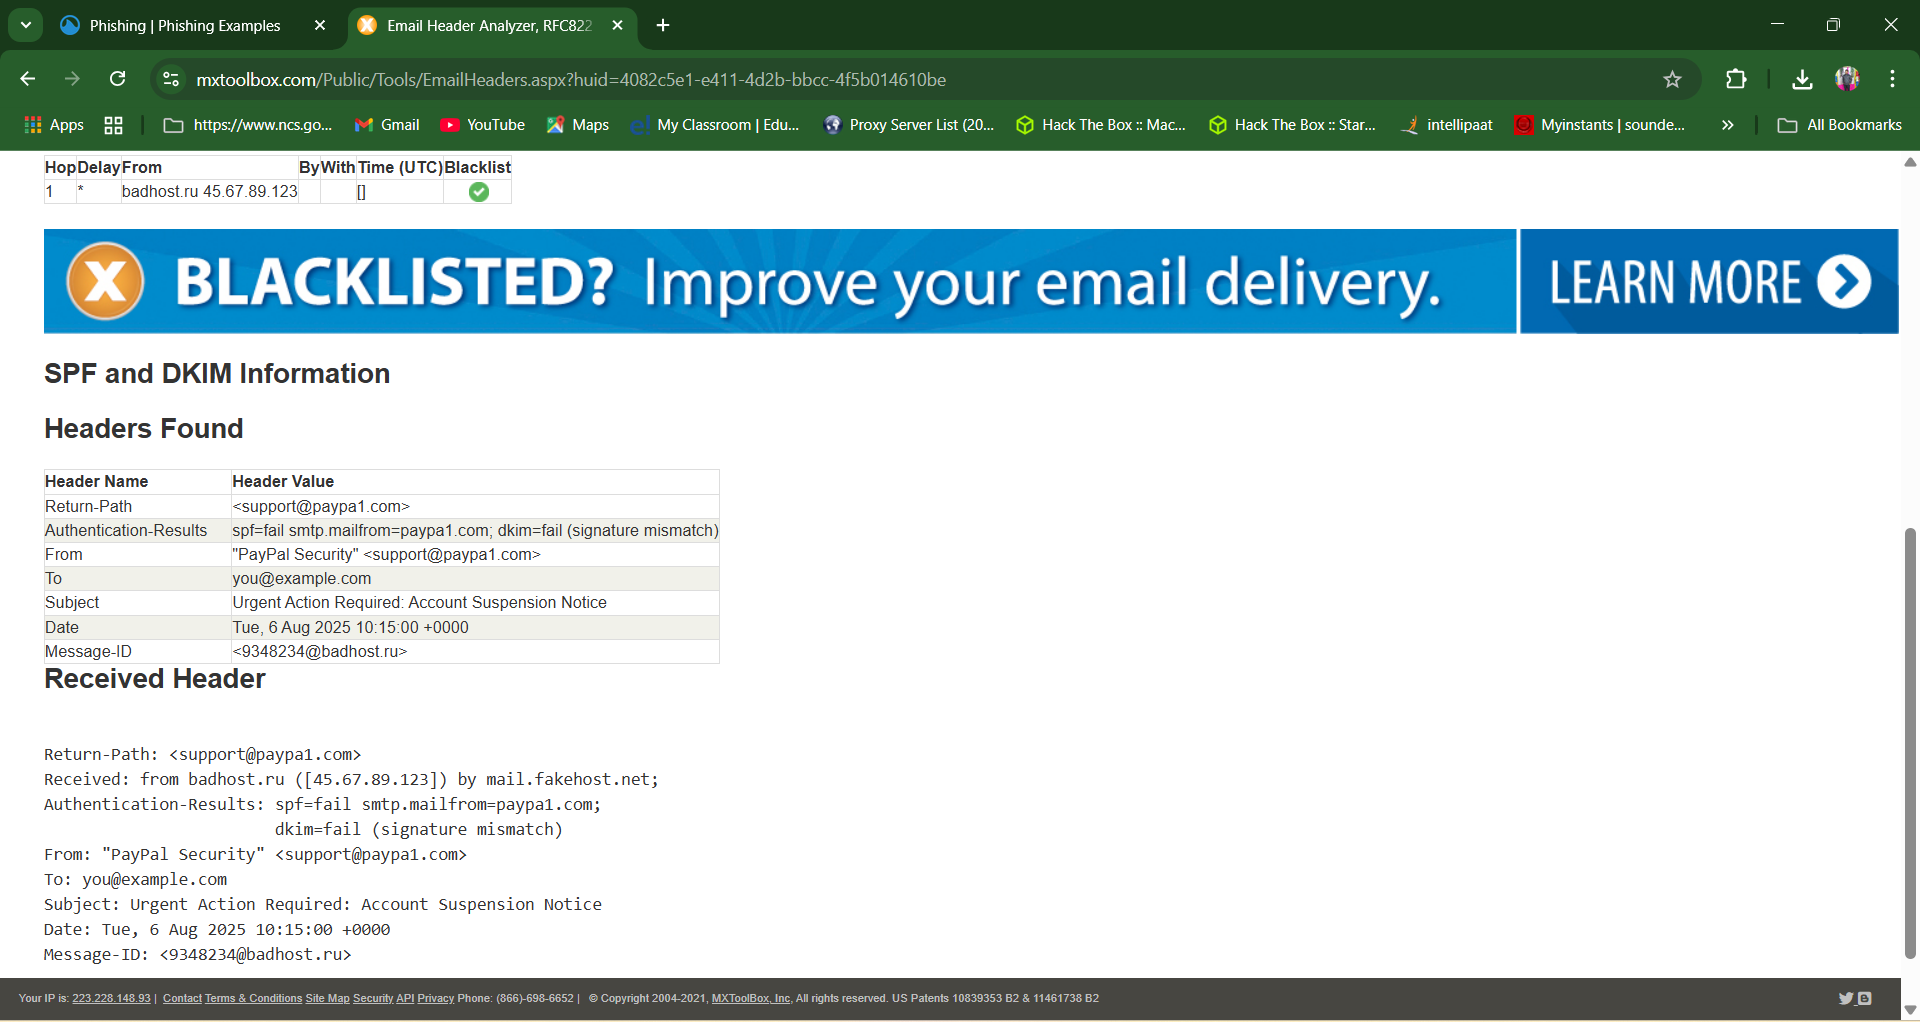 Phishing | Phishing Examples
Email Header Analyzer, RFC822
mxtoolbox.com/Public/Tools/EmailHeaders.aspx?huid=4082c5e1-e411-4d2b-bbcc-4f5b014610be
Apps
https://www.ncs.go...
Gmail
YouTube
Maps
My Classroom | Edu...
Proxy Server List (20...
Hack The Box :: Mac...
Hack The Box :: Star...
intellipaat
Myinstants | sounde...
All Bookmarks
Hop Delay From By With Time (UTC) Blacklist
1 * badhost.ru 45.67.89.123 []
X BLACKLISTED? Improve your email delivery. LEARN MORE
SPF and DKIM Information
Headers Found
Header Name Header Value
Return-Path <support@paypa1.com>
Authentication-Results spf=fail smtp.mailfrom=paypa1.com; dkim=fail (signature mismatch)
From "PayPal Security" <support@paypa1.com>
To you@example.com
Subject Urgent Action Required: Account Suspension Notice
Date Tue, 6 Aug 2025 10:15:00 +0000
Message-ID <9348234@badhost.ru>
Received Header
Return-Path: <support@paypa1.com>
Received: from badhost.ru ([45.67.89.123]) by mail.fakehost.net;
Authentication-Results: spf=fail smtp.mailfrom=paypa1.com;
dkim=fail (signature mismatch)
From: "PayPal Security" <support@paypa1.com>
To: you@example.com
Subject: Urgent Action Required: Account Suspension Notice
Date: Tue, 6 Aug 2025 10:15:00 +0000
Message-ID: <9348234@badhost.ru>
Your IP is: 223.228.148.93 | Contact Terms & Conditions Site Map Security API Privacy Phone: (866)-698-6652 | © Copyright 2004-2021, MXToolBox, Inc, All rights reserved. US Patents 10839353 B2 & 11461738 B2